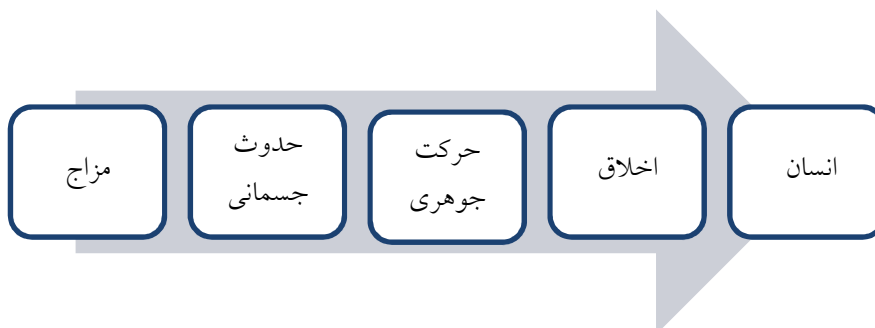 مزاج
حدوث
جسمانی
حرکت
جوهری
اخلاق
انسان